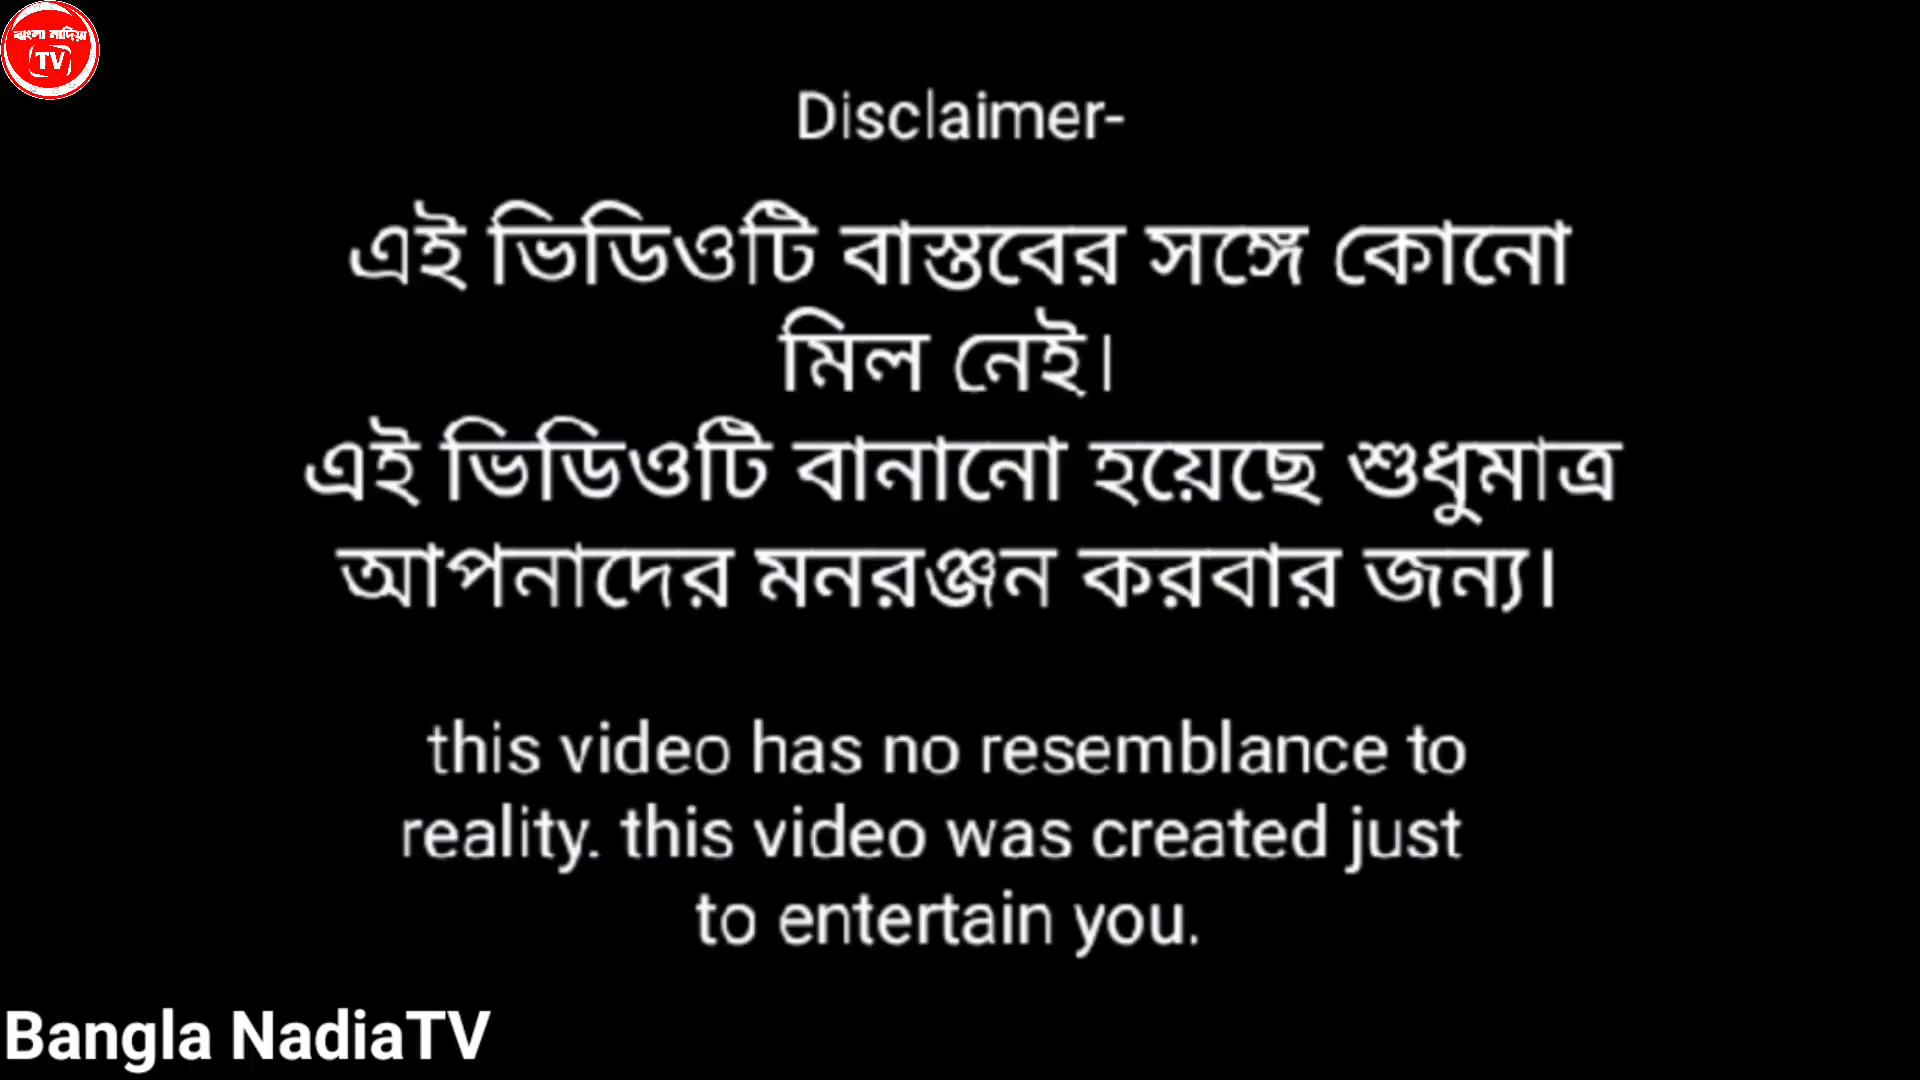 বাংলা নাদিয়া
TV
Disclaimer-
এই ভিডিওটি বাস্তবের সঙ্গে কোনো
মিল নেই।
এই ভিডিওটি বানানো হয়েছে শুধুমাত্র
আপনাদের মনরঞ্জন করবার জন্য।
this video has no resemblance to
reality. this video was created just
to entertain you.
Bangla NadiaTV